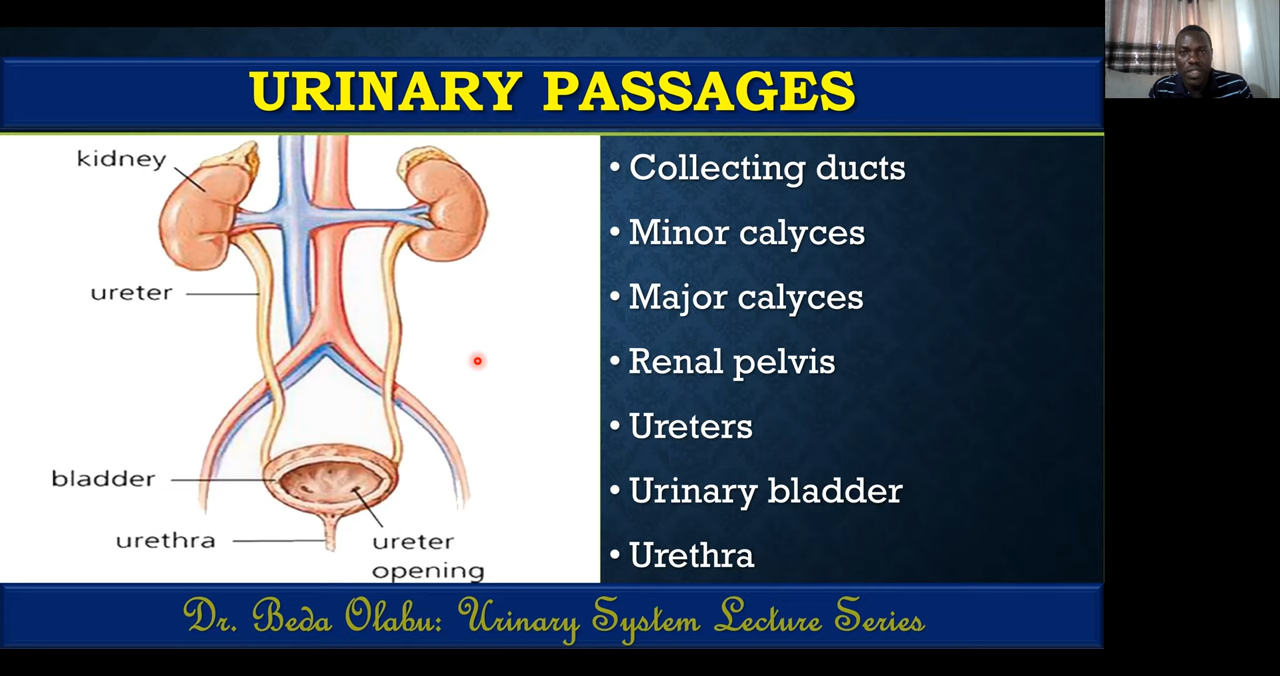 URINARY PASSAGES
kidney
ureter
bladder
urethra
ureter
opening
• Collecting ducts
• Minor calyces
• Major calyces
• Renal pelvis
• Ureters
• Urinary bladder
• Urethra
Dr. Beda Olabu: Urinary System Lecture Series